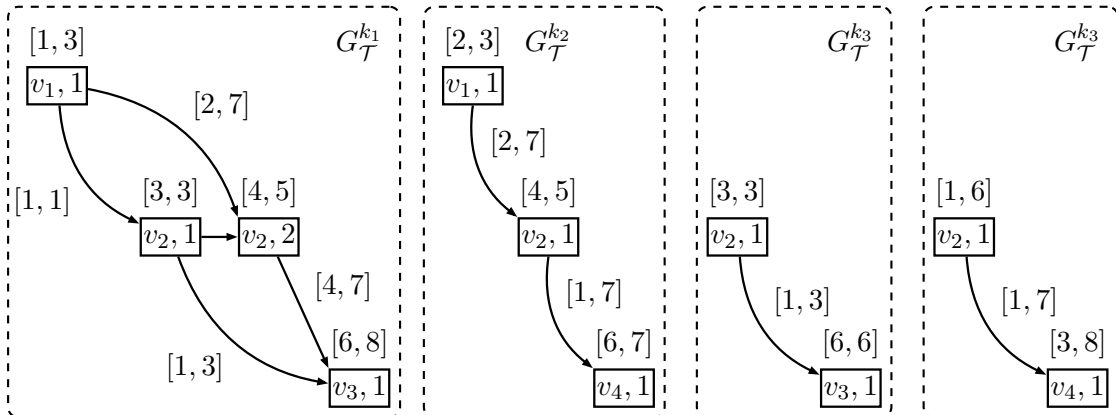 [1, 3] G_𝒯^{k_1} [2, 3] G_𝒯^{k_2} G_𝒯^{k_3} G_𝒯^{k_3}
v_1, 1 v_1, 1
[2, 7]
[2, 7]
[1, 1] [3, 3] [4, 5] [4, 5] [3, 3] [1, 6]
v_2, 1 v_2, 2 v_2, 1 v_2, 1 v_2, 1
[4, 7] [1, 7] [1, 3] [1, 7]
[1, 3] [6, 8] [6, 7] [6, 6] [3, 8]
v_3, 1 v_4, 1 v_3, 1 v_4, 1